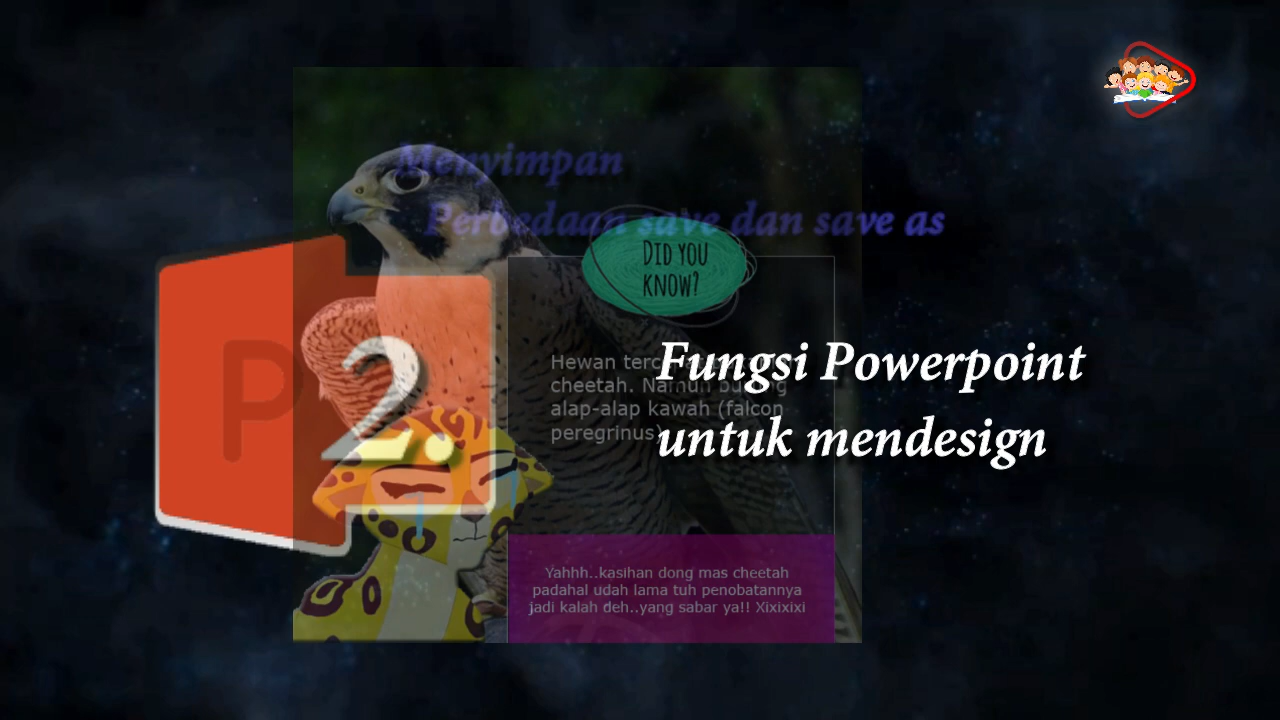 Menyimpan
Perbedaan save dan save as
DID YOU
KNOW?
P
2.
Fungsi Powerpoint
untuk mendesign
Hewan
cheetah. Namun burung
alap-alap kawah (falcon
peregrinus)
Yahhh..kasihan dong mas cheetah
padahal udah lama tuh penobatannya
jadi kalah deh..yang sabar ya!! Xixixixi